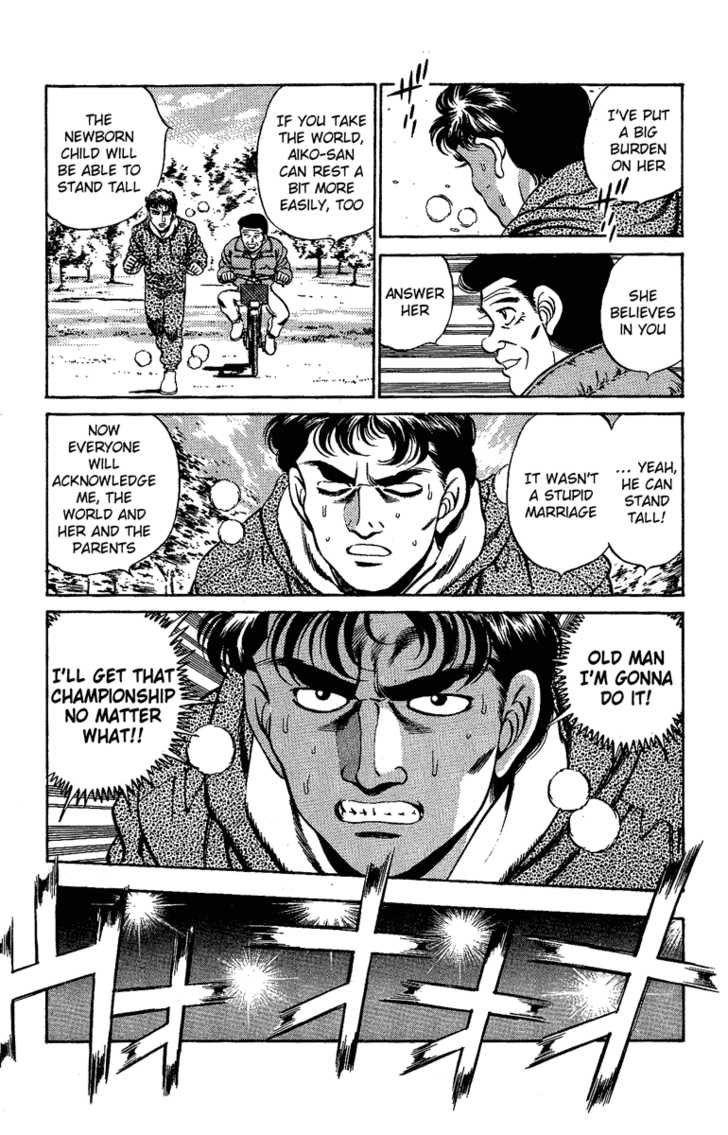 I'VE PUT
A BIG
BURDEN
ON HER
IF YOU TAKE
THE WORLD,
AIKO-SAN
CAN REST
A BIT MORE
EASILY, TOO
THE
NEWBORN
CHILD WILL
BE ABLE TO
STAND TALL
SHE
BELIEVES
IN YOU
ANSWER
HER
... YEAH,
HE CAN
STAND
TALL!
IT WASN'T
A STUPID
MARRIAGE
NOW
EVERYONE
WILL
ACKNOWLEDGE
ME, THE
WORLD AND
HER AND THE
PARENTS
OLD MAN
I'M GONNA
DO IT!
I'LL GET THAT
CHAMPIONSHIP
NO MATTER
WHAT!!